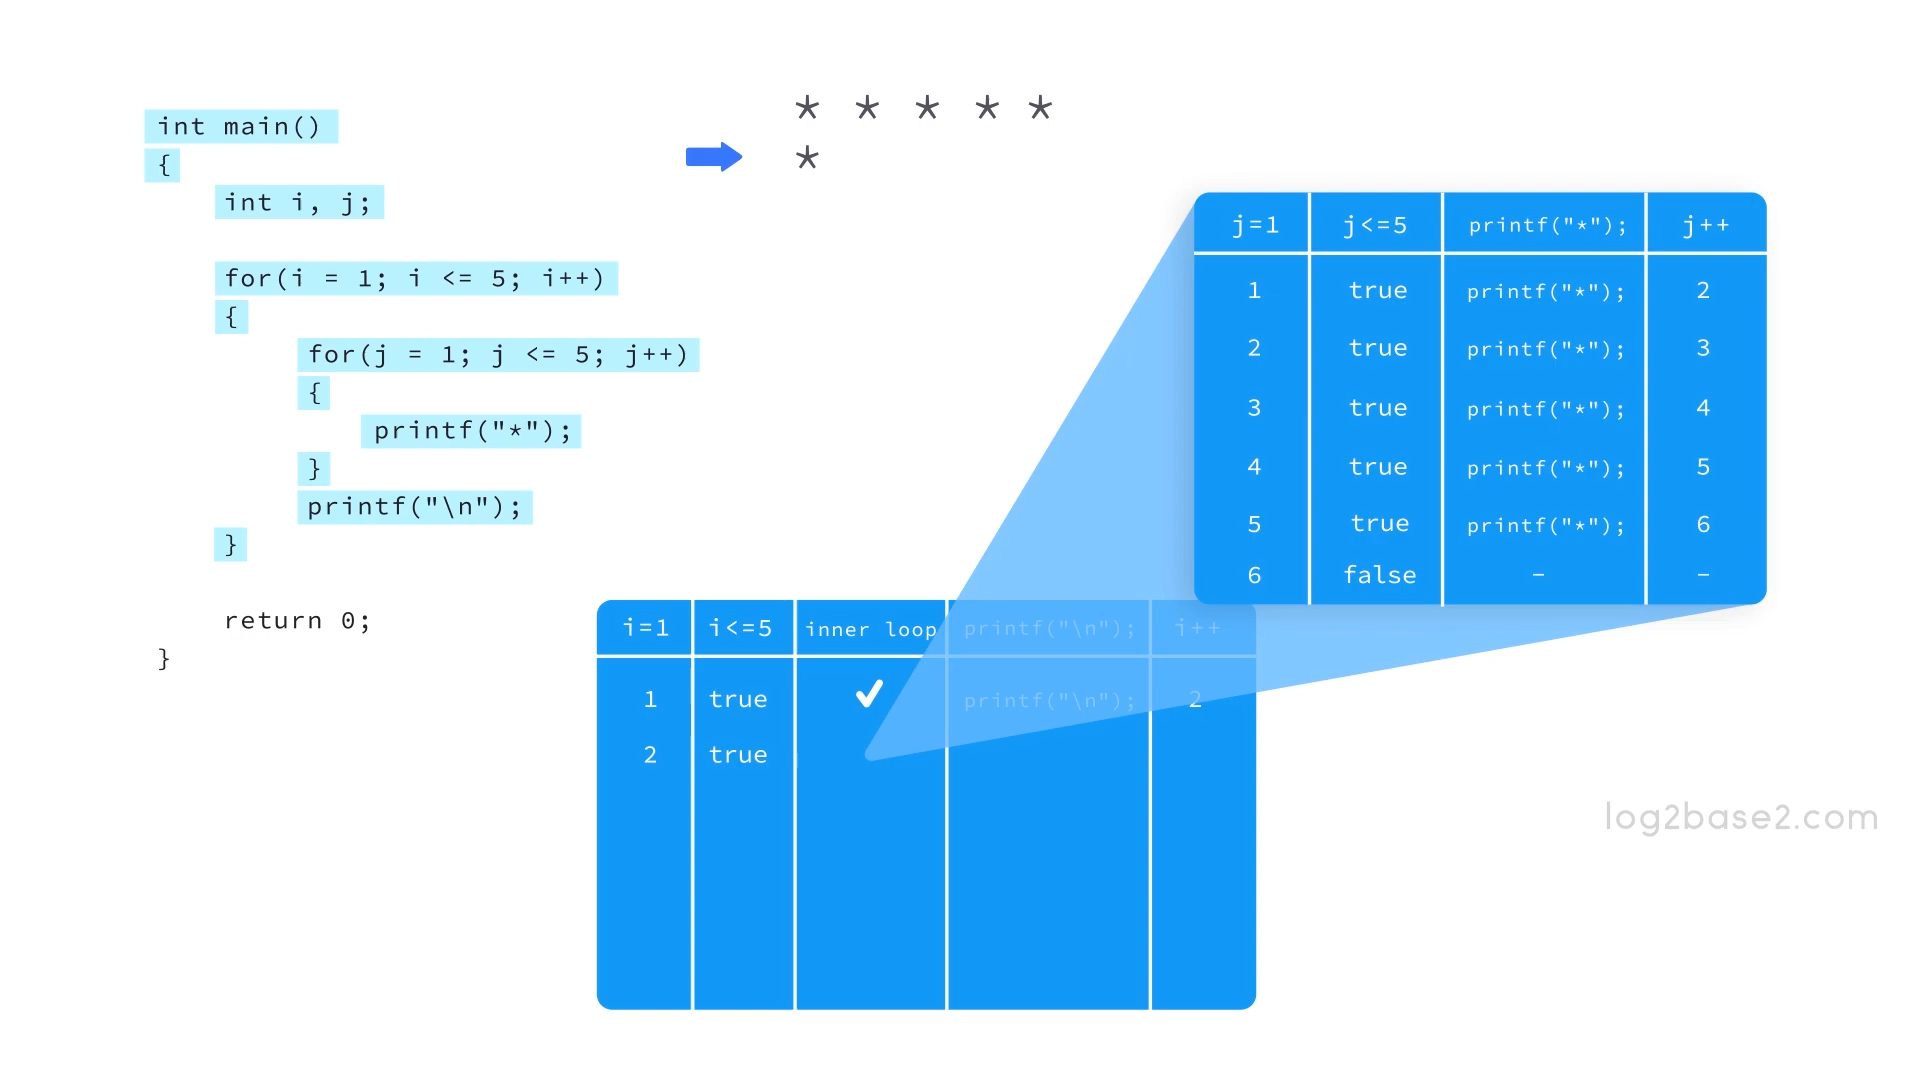 int main()
{
int i, j;
for(i = 1; i <= 5; i++)
{
for(j = 1; j <= 5; j++)
{
printf("*");
}
printf("\n");
}
return 0;
}
* * * * *
*
j=1 j<=5 printf("*"); j++
1 true printf("*"); 2
2 true printf("*"); 3
3 true printf("*"); 4
4 true printf("*"); 5
5 true printf("*"); 6
6 false - -
i=1 i<=5 inner loop printf("\n"); i++
1 true ✓ printf("\n"); 2
2 true
log2base2.com